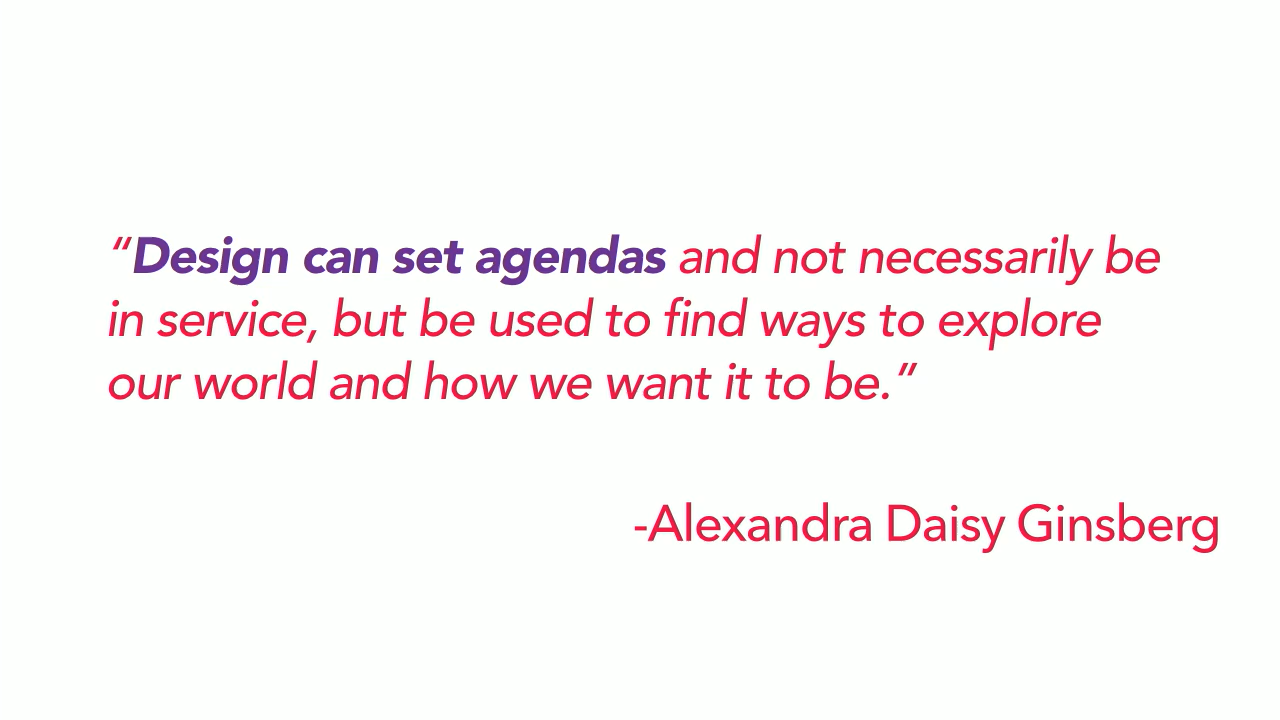 “Design can set agendas and not necessarily be
in service, but be used to find ways to explore
our world and how we want it to be.”
-Alexandra Daisy Ginsberg